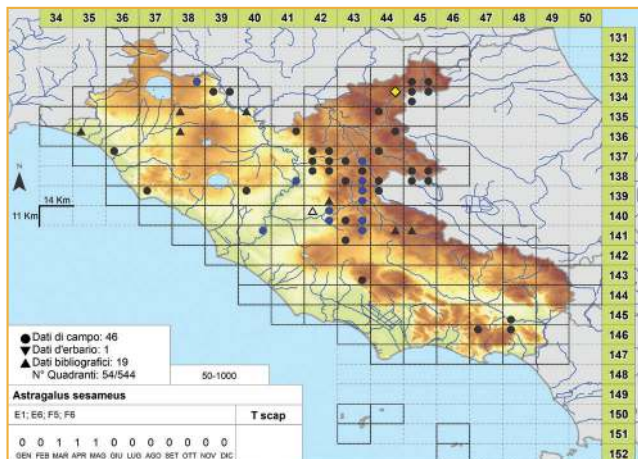 34 35 36 37 38 39 40 41 42 43 44 45 46 47 48 49 50
131
132
133
134
135
136
137
138
139
140
141
142
143
144
145
146
147
148
149
150
151
152
N
14 Km
11 Km
Dati di campo: 46
Dati d'erbario: 1
Dati bibliografici: 19
N° Quadranti: 54/544
50-1000
Astragalus sesameus
E1; E6; F5; F6
T scap
0 0 1 1 1 0 0 0 0 0 0 0
GEN FEB MAR APR MAG GIU LUG AGO SET OTT NOV DIC